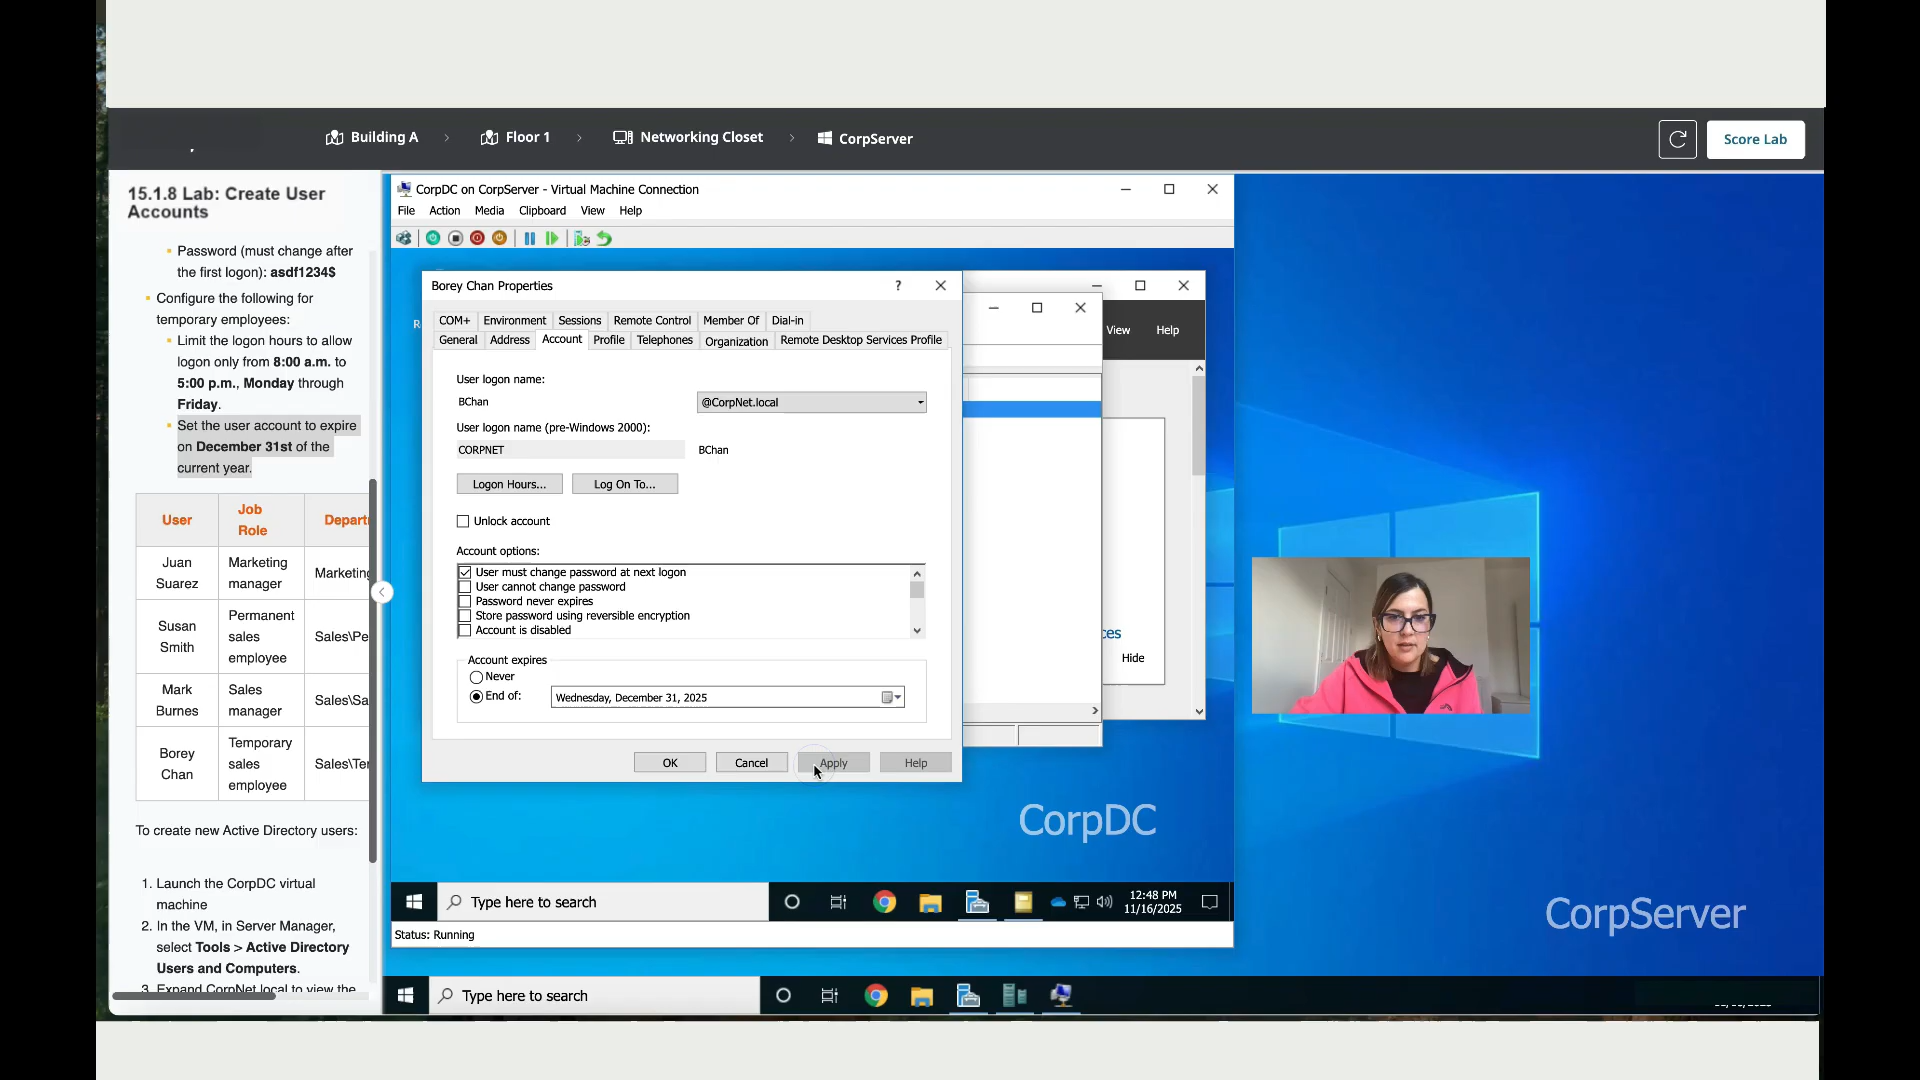 Building A
Floor 1
Networking Closet
CorpServer
Score Lab
15.1.8 Lab: Create User
Accounts
Password (must change after
the first logon): asdf1234$
Configure the following for
temporary employees:
Limit the logon hours to allow
logon only from 8:00 a.m. to
5:00 p.m., Monday through
Friday.
Set the user account to expire
on December 31st of the
current year.
User
Job
Role
Juan
Suarez
Marketing
manager
Marketing
Susan
Smith
Permanent
sales
employee
Mark
Burnes
Sales
manager
Borey
Chan
Temporary
sales
employee
To create new Active Directory users:
1. Launch the CorpDC virtual
machine
2. In the VM, in Server Manager,
select Tools > Active Directory
Users and Computers.
3. Expand CorpNet.local to view the
CorpDC on CorpServer - Virtual Machine Connection
File Action Media Clipboard View Help
Borey Chan Properties
?
COM+ Environment Sessions Remote Control Member Of Dial-in
General Address Account Profile Telephones Organization Remote Desktop Services Profile
User logon name:
BChan
@CorpNet.local
User logon name (pre-Windows 2000):
CORPNET
BChan
Logon Hours...
Log On To...
Unlock account
Account options:
User must change password at next logon
User cannot change password
Password never expires
Store password using reversible encryption
Account is disabled
Account expires
Never
End of:
Wednesday, December 31, 2025
OK
Cancel
Apply
Help
View
Help
Hide
CorpDC
Type here to search
12:48 PM
11/16/2025
Status: Running
CorpServer
Type here to search